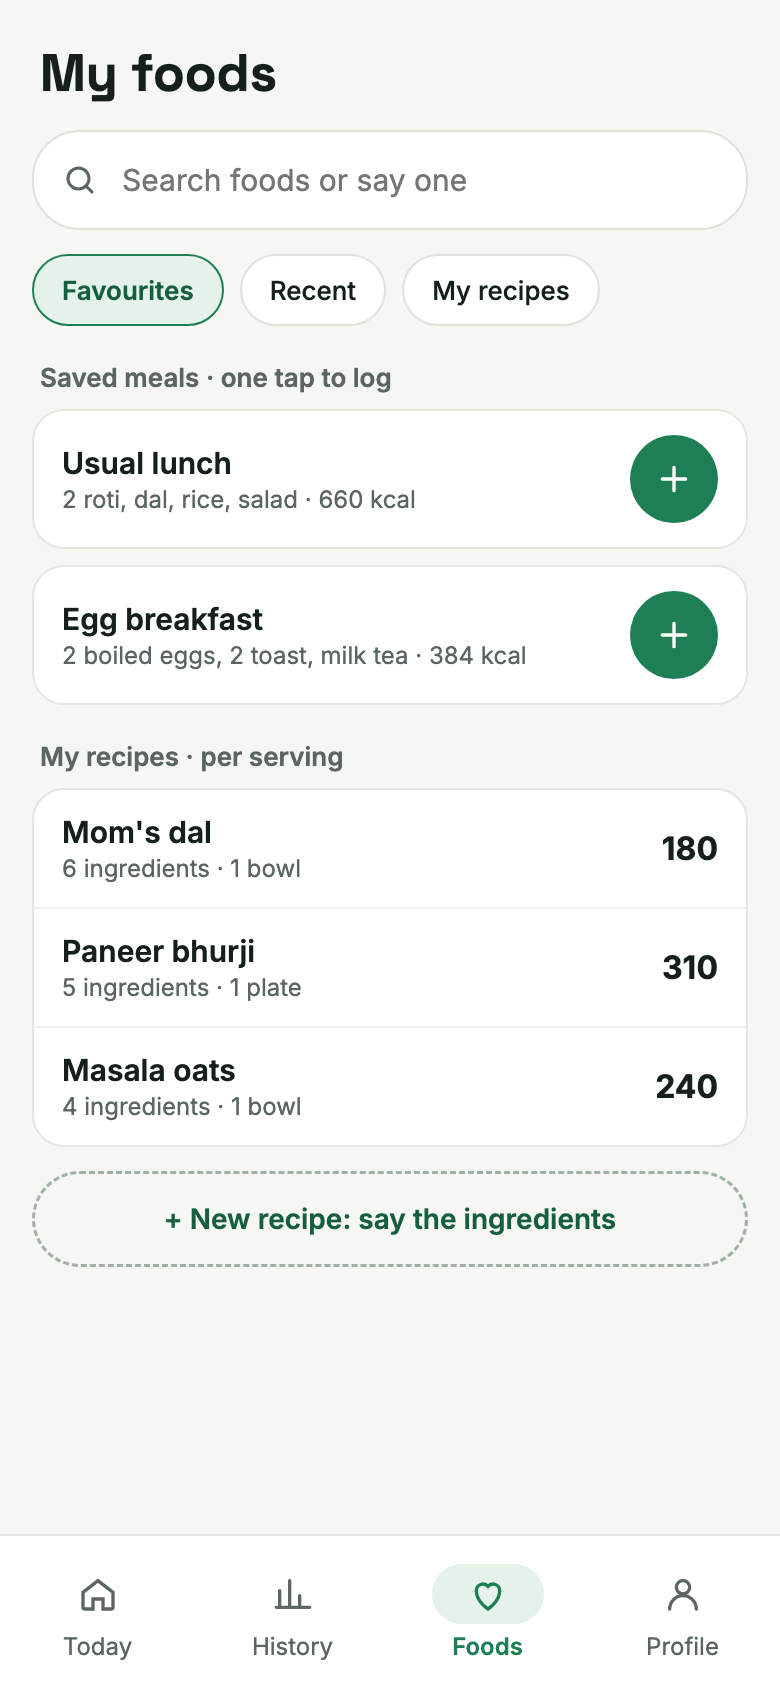 My foods
Search foods or say one
Favourites
Recent
My recipes
Saved meals · one tap to log
Usual lunch
2 roti, dal, rice, salad · 660 kcal
Egg breakfast
2 boiled eggs, 2 toast, milk tea · 384 kcal
My recipes · per serving
Mom's dal
180
6 ingredients · 1 bowl
Paneer bhurji
310
5 ingredients · 1 plate
Masala oats
240
4 ingredients · 1 bowl
+ New recipe: say the ingredients
Today
History
Foods
Profile